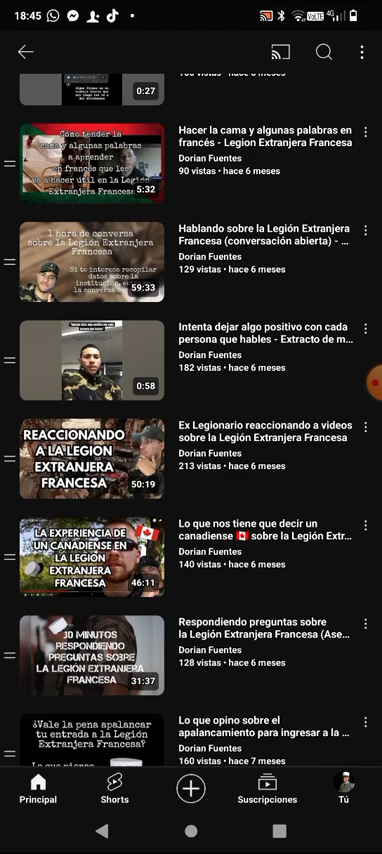 18:45
VoLTE
4G
0:27
160 vistas • hace 6 meses
Cómo tender la
cama y algunas palabras
a aprender
en francés que les
va a hacer útil en la Legión
Extranjera Francesa
5:32
Hacer la cama y algunas palabras en
francés - Legion Extranjera Francesa
Dorian Fuentes
90 vistas • hace 6 meses
1 hora de conversa
sobre la Legión Extranjera
Francesa
Si te interesa recopilar
datos sobre la
institución,
la conversa
59:33
Hablando sobre la Legión Extranjera
Francesa (conversación abierta) - ...
Dorian Fuentes
129 vistas • hace 6 meses
0:58
Intenta dejar algo positivo con cada
persona que hables - Extracto de m...
Dorian Fuentes
182 vistas • hace 6 meses
REACCIONANDO
A LA LEGION
EXTRANJERA
FRANCESA
50:19
Ex Legionario reaccionando a videos
sobre la Legión Extranjera Francesa
Dorian Fuentes
213 vistas • hace 6 meses
LA EXPERIENCIA DE
UN CANADIENSE EN
LA LEGION
EXTRANJERA
FRANCESA
46:11
Lo que nos tiene que decir un
canadiense 🇨🇦 sobre la Legión Extr...
Dorian Fuentes
140 vistas • hace 6 meses
30 MINUTOS
RESPONDIENDO
PREGUNTAS SOBRE
LA LEGIÓN EXTRANJERA
FRANCESA
31:37
Respondiendo preguntas sobre
la Legión Extranjera Francesa (Ase...
Dorian Fuentes
128 vistas • hace 6 meses
¿Vale la pena apalancar
tu entrada a la Legión
Extranjera Francesa?
Lo que pienso
Lo que opino sobre el
apalancamiento para ingresar a la ...
Dorian Fuentes
160 vistas • hace 7 meses
Principal
Shorts
Suscripciones
Tú